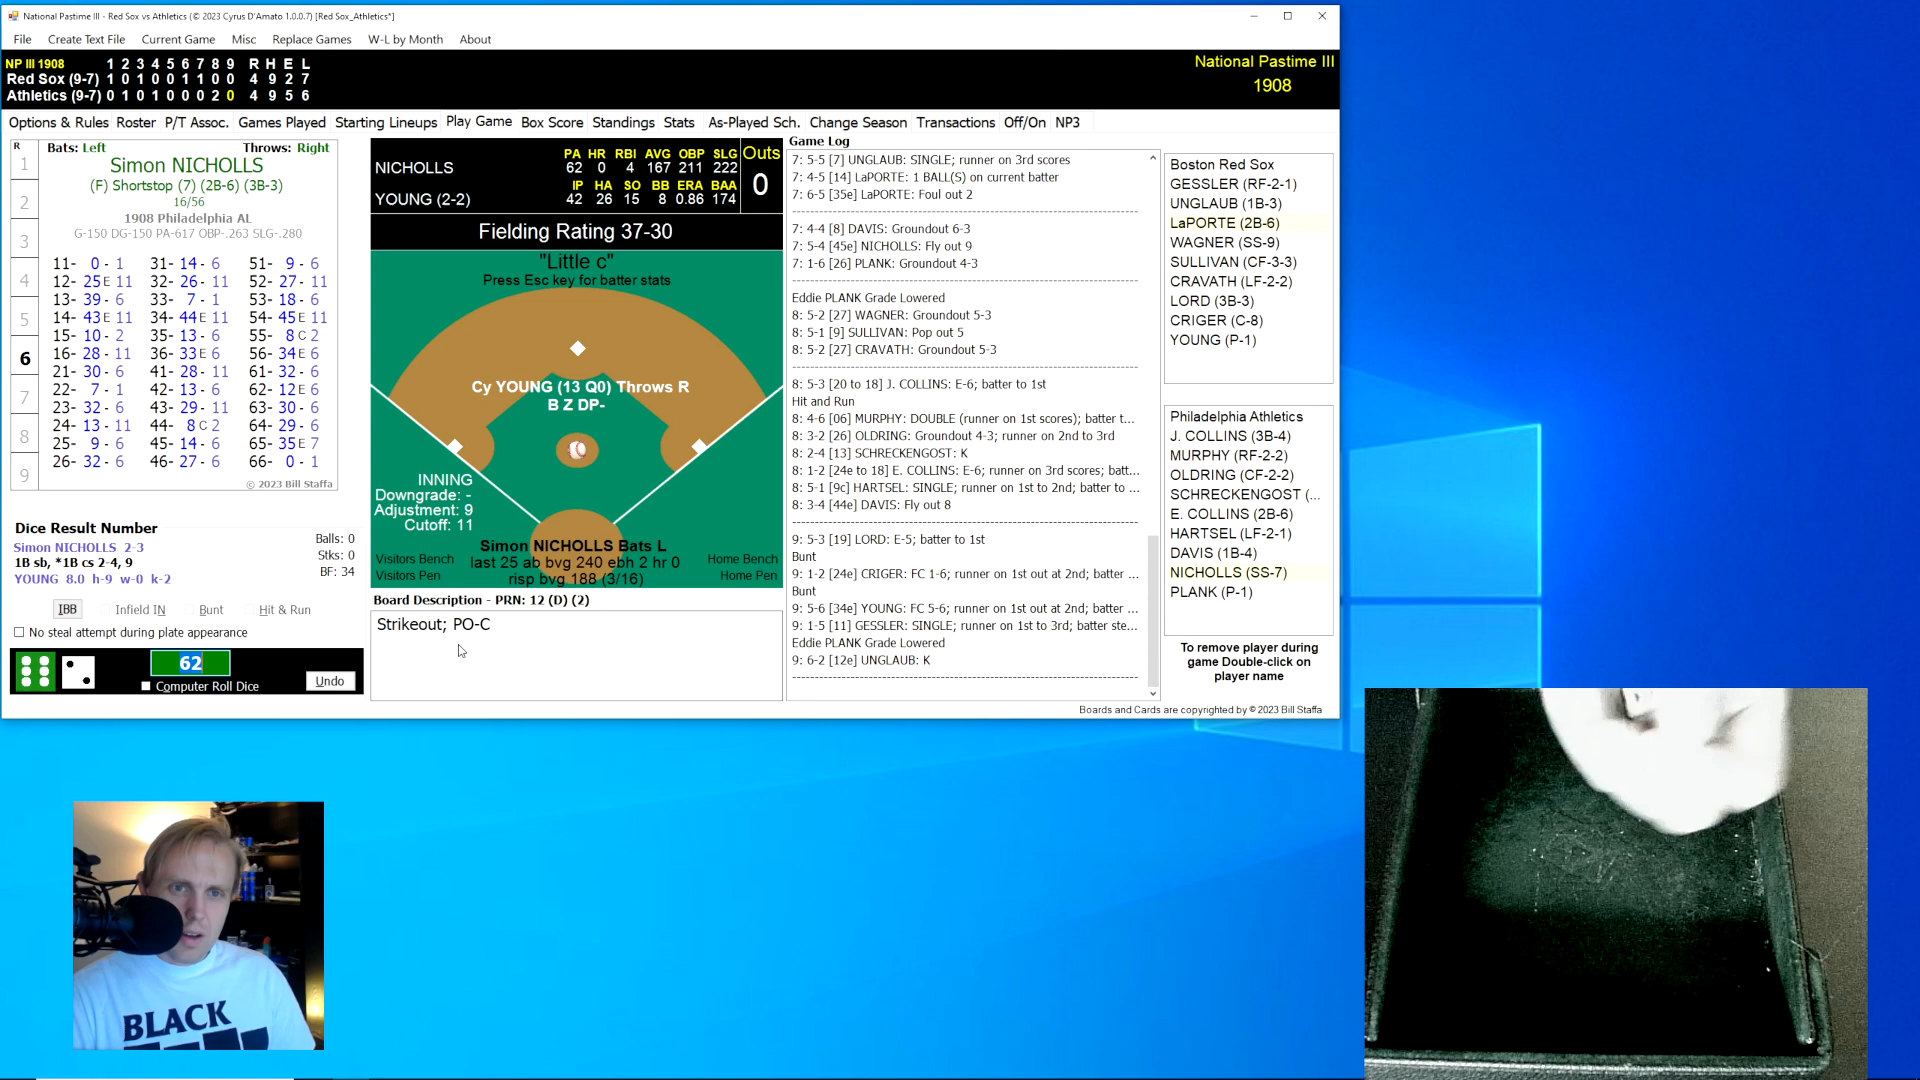 National Pastime III - Red Sox vs Athletics (© 2023 Cyrus D'Amato 1.0.0.7) [Red Sox_Athletics*]
File Create Text File Current Game Misc Replace Games W-L by Month About
NP III 1908 1 2 3 4 5 6 7 8 9 R H E L
Red Sox (9-7) 1 0 1 0 0 1 1 0 0 4 9 2 7
Athletics (9-7) 0 1 0 1 0 0 0 2 0 4 9 5 6
National Pastime III
1908
Options & Rules Roster P/T Assoc. Games Played Starting Lineups Play Game Box Score Standings Stats As-Played Sch. Change Season Transactions Off/On NP3
R
1
2
3
4
5
6
7
8
9
Bats: Left Throws: Right
Simon NICHOLLS
(F) Shortstop (7) (2B-6) (3B-3)
16/56
1908 Philadelphia AL
G-150 DG-150 PA-617 OBP-.263 SLG-.280
11- 0 - 1 31- 14 - 6 51- 9 - 6
12- 25 E 11 32- 26 - 11 52- 27 - 11
13- 39 - 6 33- 7 - 1 53- 18 - 6
14- 43 E 11 34- 44 E 11 54- 45 E 11
15- 10 - 2 35- 13 - 6 55- 8 C 2
16- 28 - 11 36- 33 E 6 56- 34 E 6
21- 30 - 6 41- 28 - 11 61- 32 - 6
22- 7 - 1 42- 13 - 6 62- 12 E 6
23- 32 - 6 43- 29 - 11 63- 30 - 6
24- 13 - 11 44- 8 C 2 64- 29 - 6
25- 9 - 6 45- 14 - 6 65- 35 E 7
26- 32 - 6 46- 27 - 6 66- 0 - 1
© 2023 Bill Staffa
Dice Result Number
Simon NICHOLLS 2-3
1B sb, *1B cs 2-4, 9
YOUNG 8.0 h-9 w-0 k-2
Balls: 0
Stks: 0
BF: 34
IBB Infield IN Bunt Hit & Run
No steal attempt during plate appearance
62
Computer Roll Dice
Undo
PA HR RBI AVG OBP SLG
NICHOLLS 62 0 4 167 211 222
IP HA SO BB ERA BAA
YOUNG (2-2) 42 26 15 8 0.86 174
Outs
0
Fielding Rating 37-30
"Little c"
Press Esc key for batter stats
Cy YOUNG (13 Q0) Throws R
B Z DP-
INNING
Downgrade: -
Adjustment: 9
Cutoff: 11
Visitors Bench
Visitors Pen
Simon NICHOLLS Bats L
last 25 ab bvg 240 ebh 2 hr 0
risp bvg 188 (3/16)
Home Bench
Home Pen
Board Description - PRN: 12 (D) (2)
Strikeout; PO-C
Game Log
7: 5-5 [7] UNGLAUB: SINGLE; runner on 3rd scores
7: 4-5 [14] LaPORTE: 1 BALL(S) on current batter
7: 6-5 [35e] LaPORTE: Foul out 2
7: 4-4 [8] DAVIS: Groundout 6-3
7: 5-4 [45e] NICHOLLS: Fly out 9
7: 1-6 [26] PLANK: Groundout 4-3
Eddie PLANK Grade Lowered
8: 5-2 [27] WAGNER: Groundout 5-3
8: 5-1 [9] SULLIVAN: Pop out 5
8: 5-2 [27] CRAVATH: Groundout 5-3
8: 5-3 [20 to 18] J. COLLINS: E-6; batter to 1st
Hit and Run
8: 4-6 [06] MURPHY: DOUBLE (runner on 1st scores); batter t...
8: 3-2 [26] OLDRING: Groundout 4-3; runner on 2nd to 3rd
8: 2-4 [13] SCHRECKENGOST: K
8: 1-2 [24e to 18] E. COLLINS: E-6; runner on 3rd scores; batt...
8: 5-1 [9c] HARTSEL: SINGLE; runner on 1st to 2nd; batter to ...
8: 3-4 [44e] DAVIS: Fly out 8
9: 5-3 [19] LORD: E-5; batter to 1st
Bunt
9: 1-2 [24e] CRIGER: FC 1-6; runner on 1st out at 2nd; batter ...
Bunt
9: 5-6 [34e] YOUNG: FC 5-6; runner on 1st out at 2nd; batter ...
9: 1-5 [11] GESSLER: SINGLE; runner on 1st to 3rd; batter ste...
Eddie PLANK Grade Lowered
9: 6-2 [12e] UNGLAUB: K
Boston Red Sox
GESSLER (RF-2-1)
UNGLAUB (1B-3)
LaPORTE (2B-6)
WAGNER (SS-9)
SULLIVAN (CF-3-3)
CRAVATH (LF-2-2)
LORD (3B-3)
CRIGER (C-8)
YOUNG (P-1)
Philadelphia Athletics
J. COLLINS (3B-4)
MURPHY (RF-2-2)
OLDRING (CF-2-2)
SCHRECKENGOST (...
E. COLLINS (2B-6)
HARTSEL (LF-2-1)
DAVIS (1B-4)
NICHOLLS (SS-7)
PLANK (P-1)
To remove player during
game Double-click on
player name
Boards and Cards are copyrighted by © 2023 Bill Staffa
BLACK